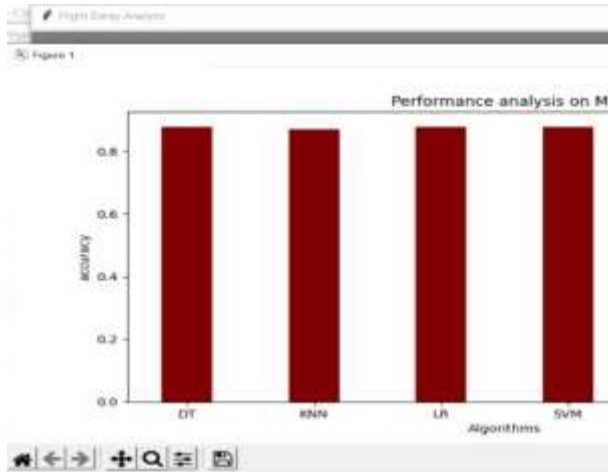 Flight Delay Analysis
Figure 1
Performance analysis on M
0.8
0.6
0.4
0.2
0.0
accuracy
DT
KNN
LR
SVM
Algorithms